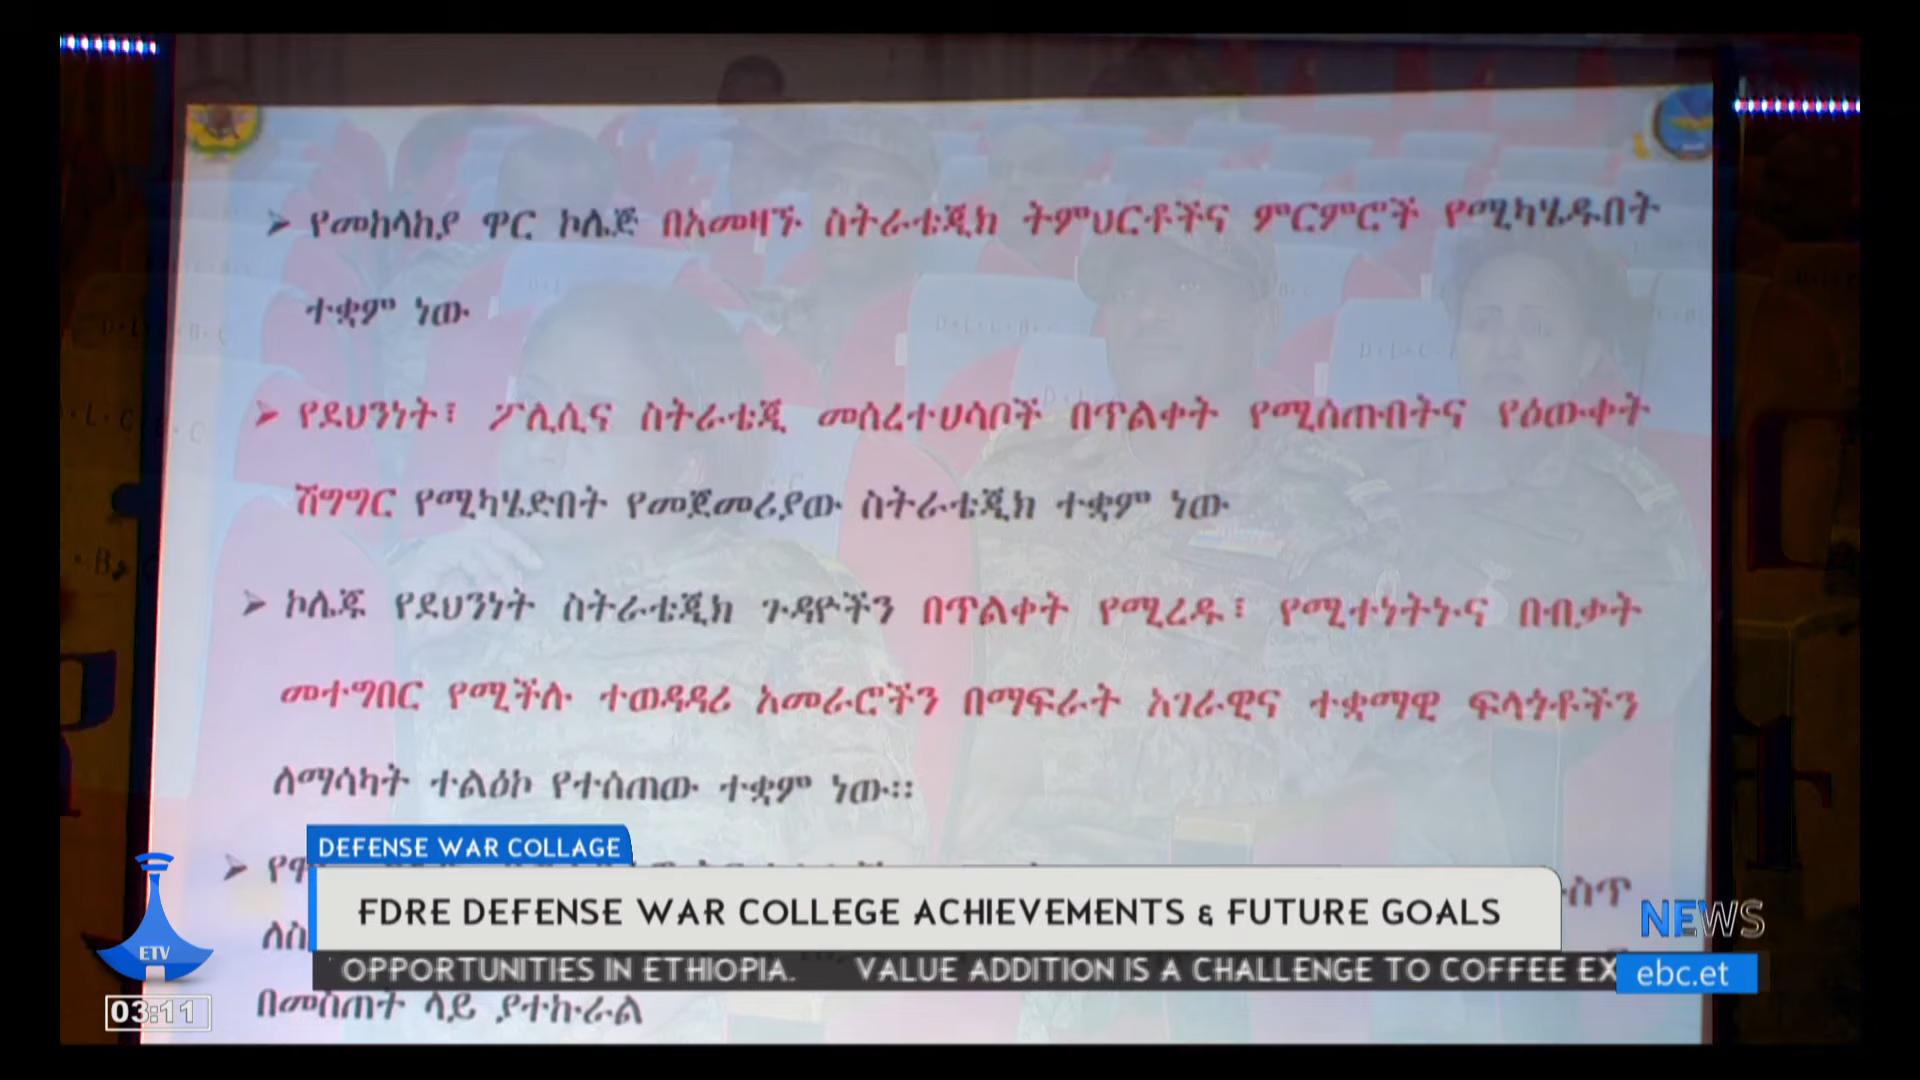 ➢ የመከላከያ ዋር ኮሌጅ በአመዛኙ ስትራቴጂክ ትምህርቶችና ምርምሮች የሚካሄዱበት
ተቋም ነው
➢ የደህንነት፣ ፖሊሲና ስትራቴጂ መሰረተሀሳቦች በጥልቀት የሚሰጡበትና የዕውቀት
ሽግግር የሚካሄድበት የመጀመሪያው ስትራቴጂክ ተቋም ነው
➢ ኮሌጁ የደህንነት ስትራቴጂክ ጉዳዮችን በጥልቀት የሚረዱ፣ የሚተነትኑና በብቃት
መተግበር የሚችሉ ተወዳዳሪ አመራሮችን በማፍራት አገራዊና ተቋማዊ ፍላጎቶችን
ለማሳካት ተልዕኮ የተሰጠው ተቋም ነው፡፡
DEFENSE WAR COLLAGE
FDRE DEFENSE WAR COLLEGE ACHIEVEMENTS & FUTURE GOALS
NEWS
ETV
OPPORTUNITIES IN ETHIOPIA. VALUE ADDITION IS A CHALLENGE TO COFFEE EX
ebc.et
በመስጠት ላይ ያተኩራል
03:11